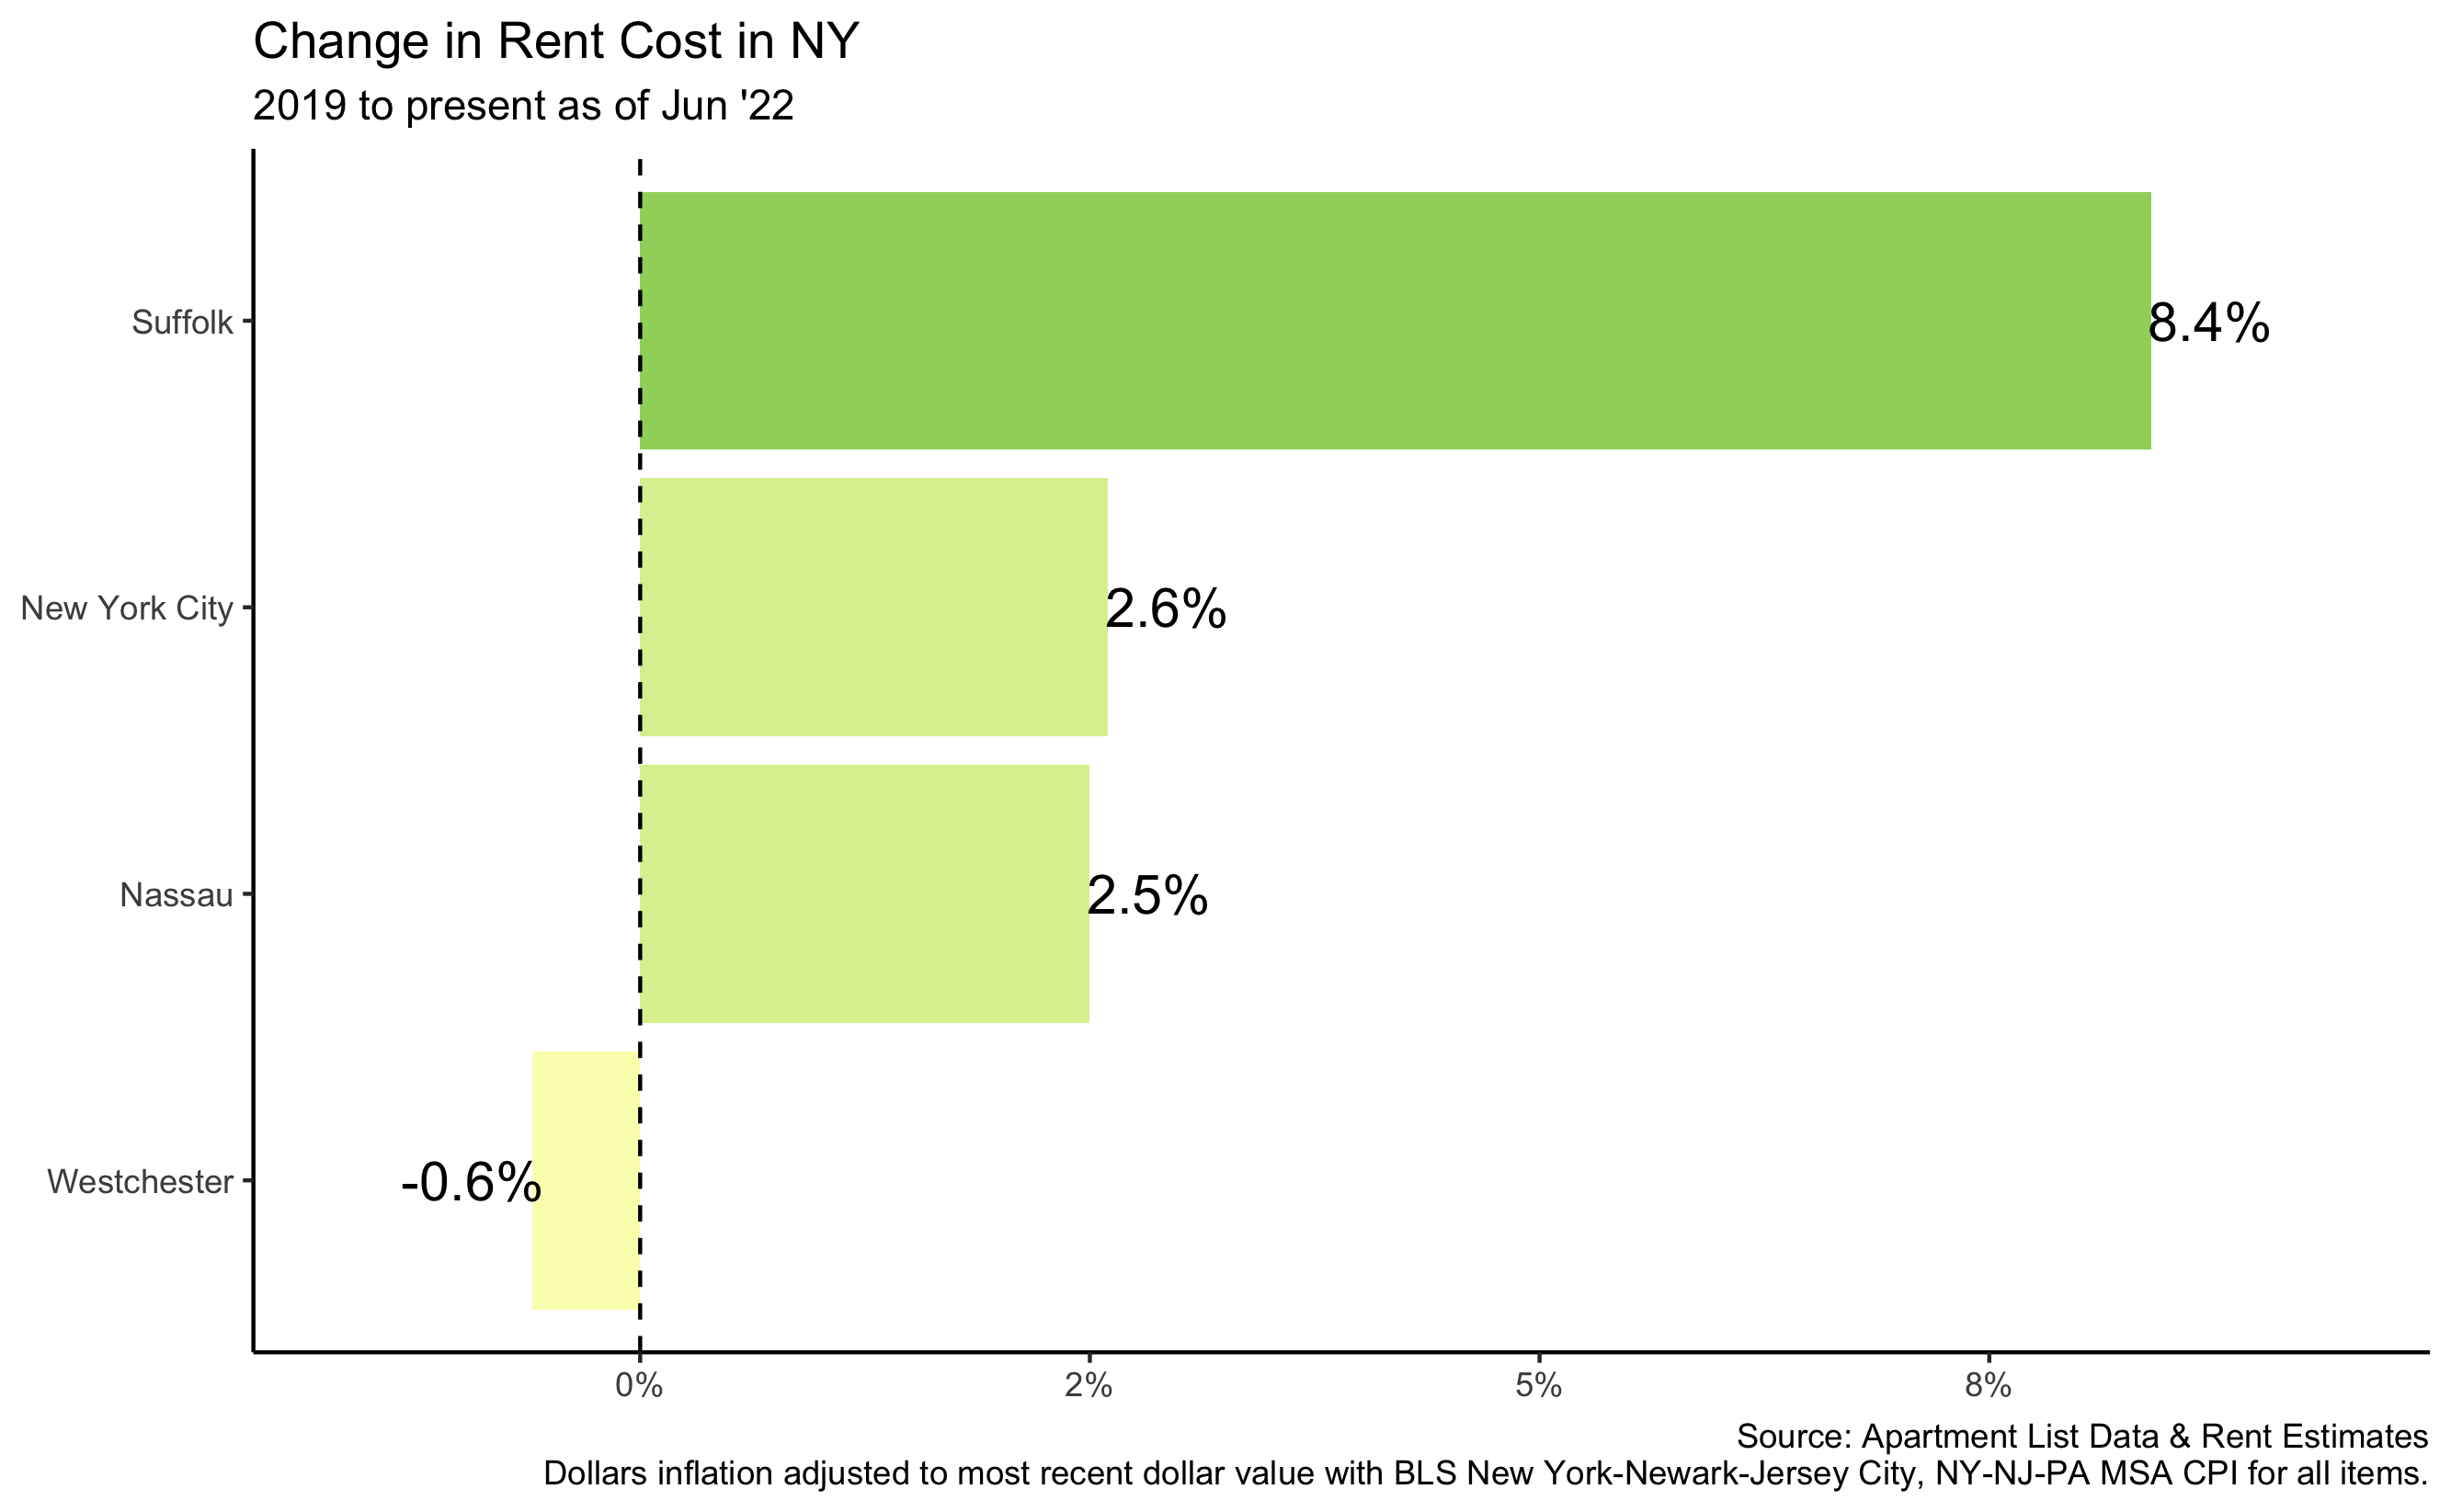 Change in Rent Cost in NY
2019 to present as of Jun '22
Suffolk
8.4%
New York City
2.6%
Nassau
2.5%
Westchester
-0.6%
0%
2%
5%
8%
Source: Apartment List Data & Rent Estimates
Dollars inflation adjusted to most recent dollar value with BLS New York-Newark-Jersey City, NY-NJ-PA MSA CPI for all items.